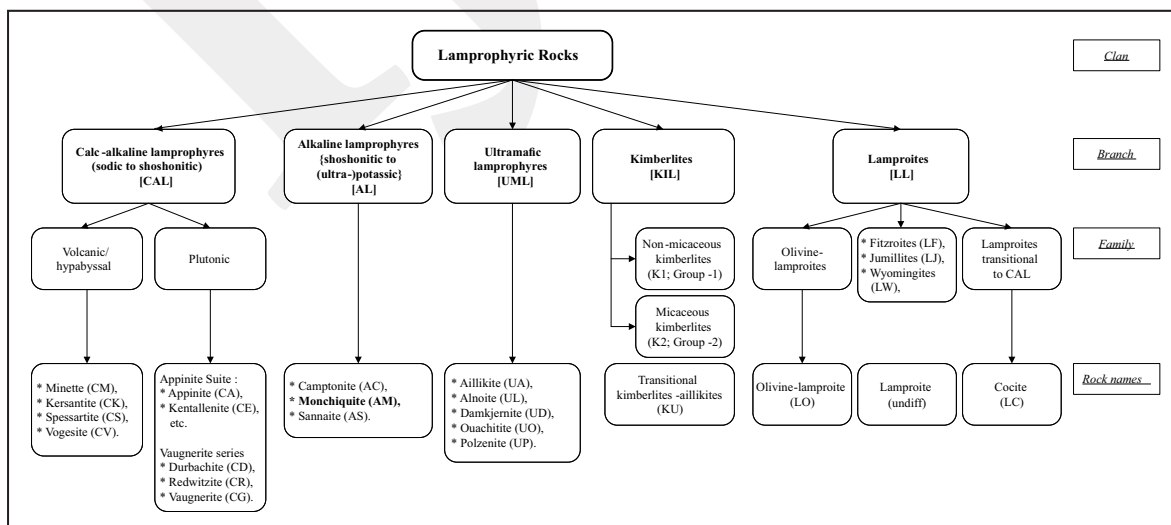 Lamprophyric Rocks
Clan
Calc-alkaline lamprophyres
(sodic to shoshonitic)
[CAL]
Alkaline lamprophyres
{shoshonitic to
(ultra-)potassic}
[AL]
Ultramafic
lamprophyres
[UML]
Kimberlites
[KIL]
Lamproites
[LL]
Branch
Volcanic/
hypabyssal
Plutonic
Non-micaceous
kimberlites
(K1; Group -1)
Micaceous
kimberlites
(K2; Group -2)
Olivine-
lamproites
* Fitzroites (LF),
* Jumillites (LJ),
* Wyomingites
(LW),
Lamproites
transitional
to CAL
Family
* Minette (CM),
* Kersantite (CK),
* Spessartite (CS),
* Vogesite (CV).
Appinite Suite :
* Appinite (CA),
* Kentallenite (CE),
etc.
Vaugnerite series
* Durbachite (CD),
* Redwitzite (CR),
* Vaugnerite (CG).
* Camptonite (AC),
* Monchiquite (AM),
* Sannaite (AS).
* Aillikite (UA),
* Alnoite (UL),
* Damkjernite (UD),
* Ouachitite (UO),
* Polzenite (UP).
Transitional
kimberlites -aillikites
(KU)
Olivine-lamproite
(LO)
Lamproite
(undiff)
Cocite
(LC)
Rock names